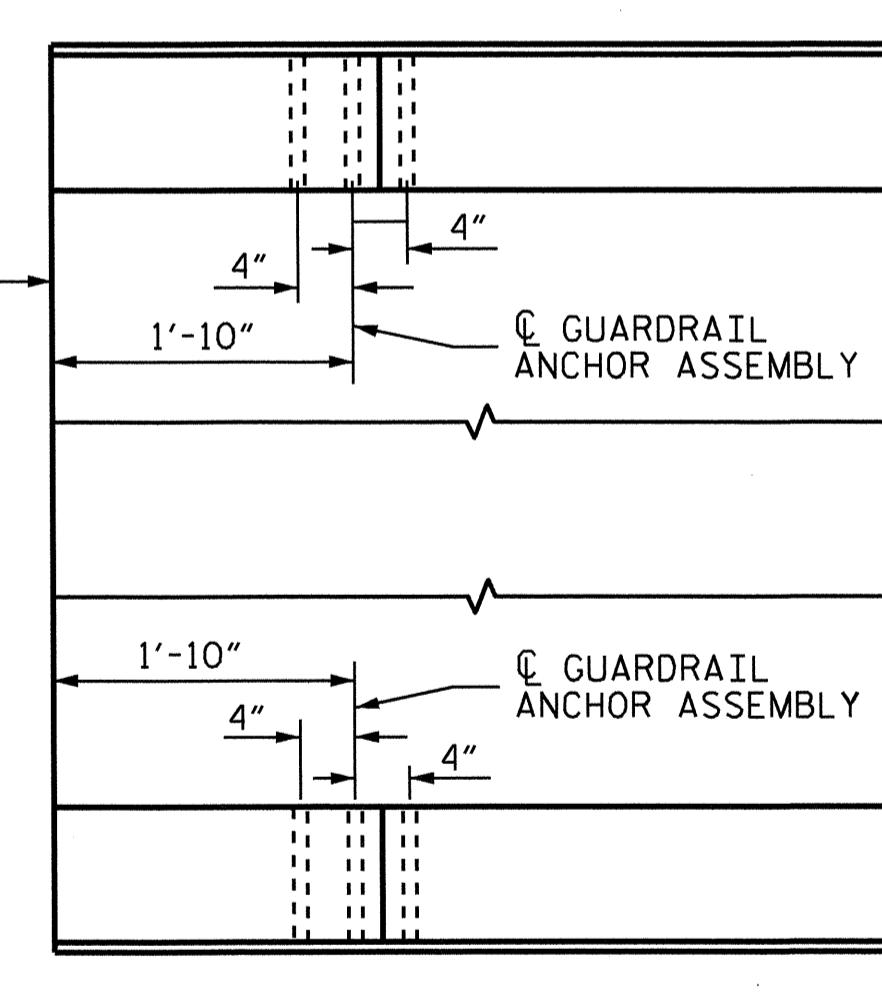 4"
4"
℄ GUARDRAIL
ANCHOR ASSEMBLY
1'-10"
1'-10"
℄ GUARDRAIL
ANCHOR ASSEMBLY
4"
4"